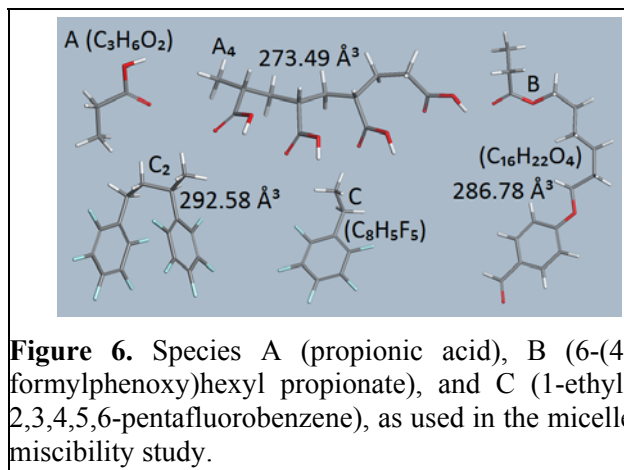 A (C₃H₆O₂)
A₄
273.49 Å³
B
C₂
292.58 Å³
C
(C₈H₅F₅)
(C₁₆H₂₂O₄)
286.78 Å³
Figure 6. Species A (propionic acid), B (6-(4
formylphenoxy)hexyl propionate), and C (1-ethyl
2,3,4,5,6-pentafluorobenzene), as used in the micelle
miscibility study.